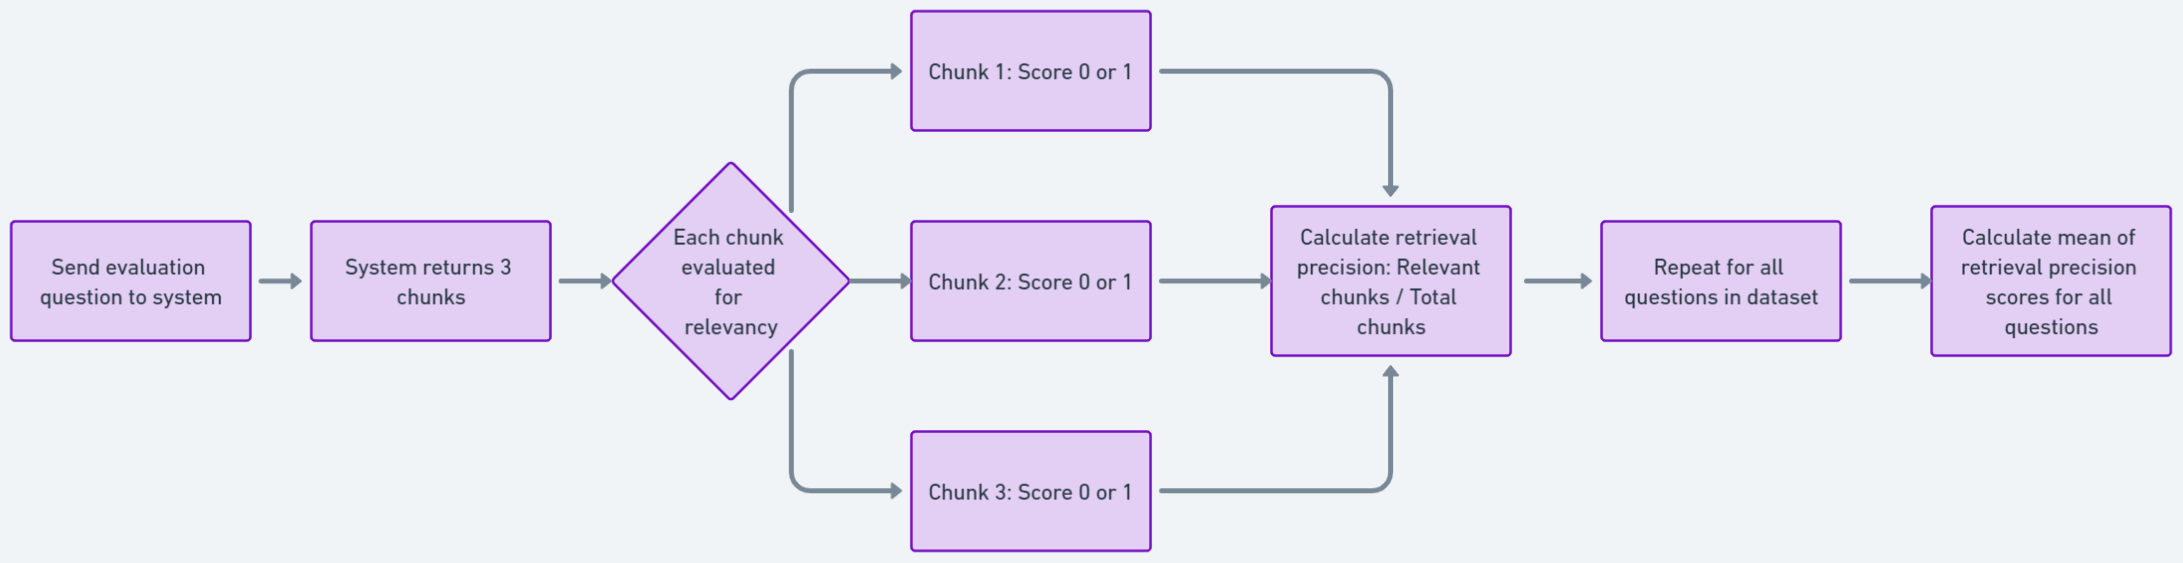 Send evaluation
question to system
System returns 3
chunks
Each chunk
evaluated
for
relevancy
Chunk 1: Score 0 or 1
Chunk 2: Score 0 or 1
Chunk 3: Score 0 or 1
Calculate retrieval
precision: Relevant
chunks / Total
chunks
Repeat for all
questions in dataset
Calculate mean of
retrieval precision
scores for all
questions